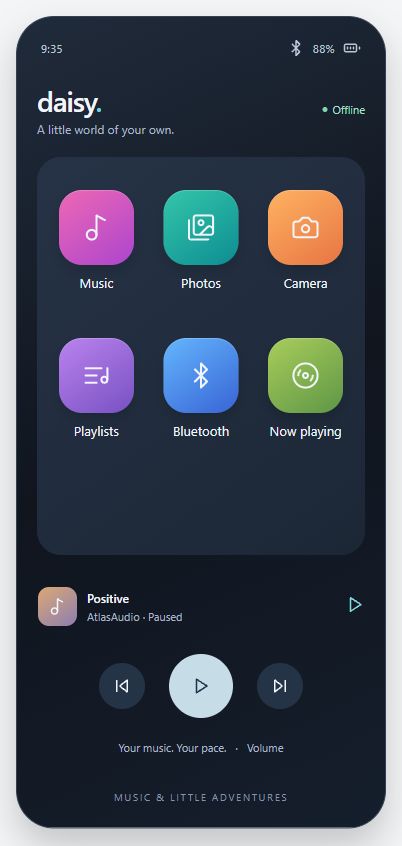 9:35 88%
daisy.
Offline
A little world of your own.
Music Photos Camera
Playlists Bluetooth Now playing
Positive
AtlasAudio · Paused
Your music. Your pace. · Volume
MUSIC & LITTLE ADVENTURES